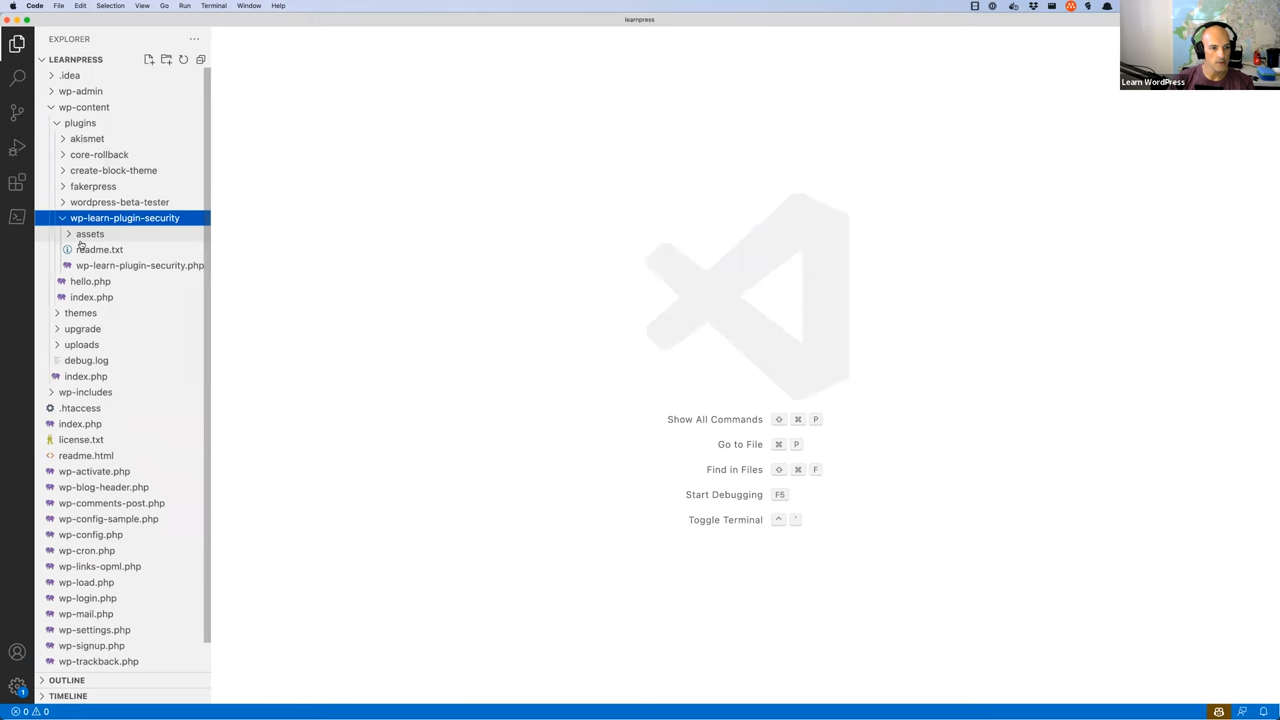 Code File Edit Selection View Go Run Terminal Window Help
learnpress
Learn WordPress
EXPLORER
LEARNPRESS
.idea
wp-admin
wp-content
plugins
akismet
core-rollback
create-block-theme
fakerpress
wordpress-beta-tester
wp-learn-plugin-security
assets
readme.txt
wp-learn-plugin-security.php
hello.php
index.php
themes
upgrade
uploads
debug.log
index.php
wp-includes
.htaccess
index.php
license.txt
readme.html
wp-activate.php
wp-blog-header.php
wp-comments-post.php
wp-config-sample.php
wp-config.php
wp-cron.php
wp-links-opml.php
wp-load.php
wp-login.php
wp-mail.php
wp-settings.php
wp-signup.php
wp-trackback.php
OUTLINE
TIMELINE
Show All Commands ⇧ ⌘ P
Go to File ⌘ P
Find in Files ⇧ ⌘ F
Start Debugging F5
Toggle Terminal ^ `
1
0 0